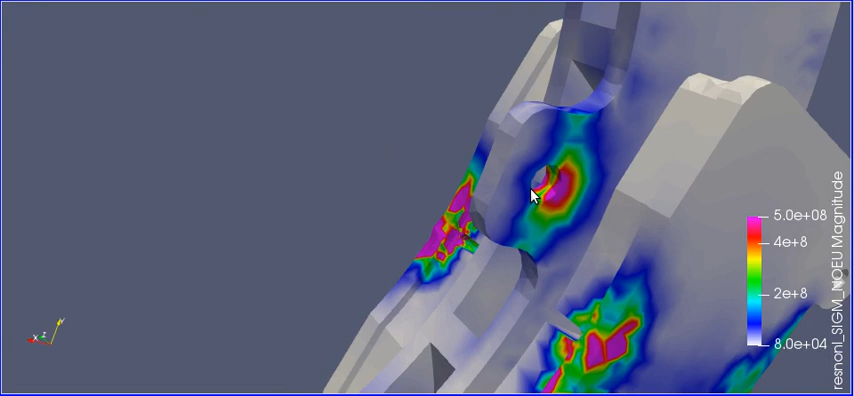 5.0e+08
4e+8
2e+8
8.0e+04
resnonl_SIGM_NOEU Magnitude
Y
Z
X